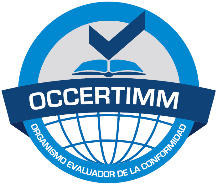 OCCERTIMM
ORGANISMO EVALUADOR DE LA CONFORMIDAD